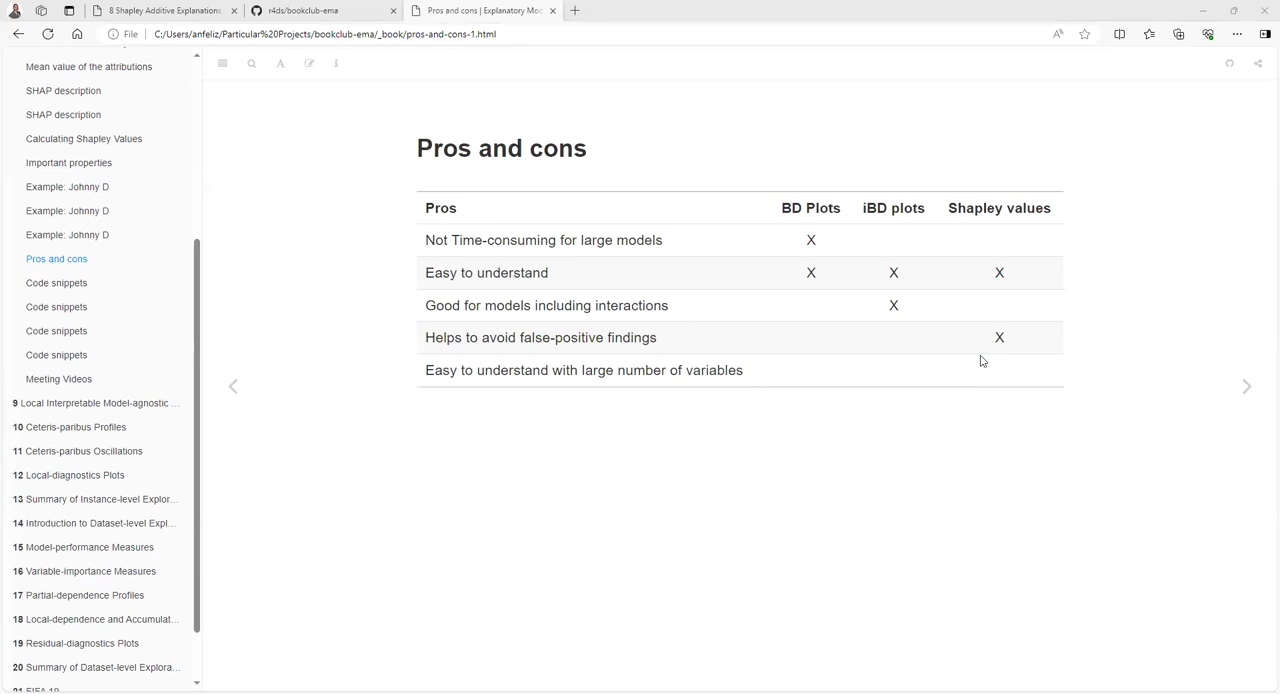 8 Shapley Additive Explanations
r4ds/bookclub-ema
Pros and cons | Explanatory Mod
File
C:/Users/anfeliz/Particular%20Projects/bookclub-ema/_book/pros-and-cons-1.html
Mean value of the attributions
SHAP description
SHAP description
Calculating Shapley Values
Important properties
Example: Johnny D
Example: Johnny D
Example: Johnny D
Pros and cons
Code snippets
Code snippets
Code snippets
Code snippets
Meeting Videos
9 Local Interpretable Model-agnostic ...
10 Ceteris-paribus Profiles
11 Ceteris-paribus Oscillations
12 Local-diagnostics Plots
13 Summary of Instance-level Explor...
14 Introduction to Dataset-level Expl...
15 Model-performance Measures
16 Variable-importance Measures
17 Partial-dependence Profiles
18 Local-dependence and Accumulat...
19 Residual-diagnostics Plots
20 Summary of Dataset-level Explora...
21 FIFA 19
Pros and cons
Pros BD Plots iBD plots Shapley values
Not Time-consuming for large models X
Easy to understand X X X
Good for models including interactions X
Helps to avoid false-positive findings X
Easy to understand with large number of variables